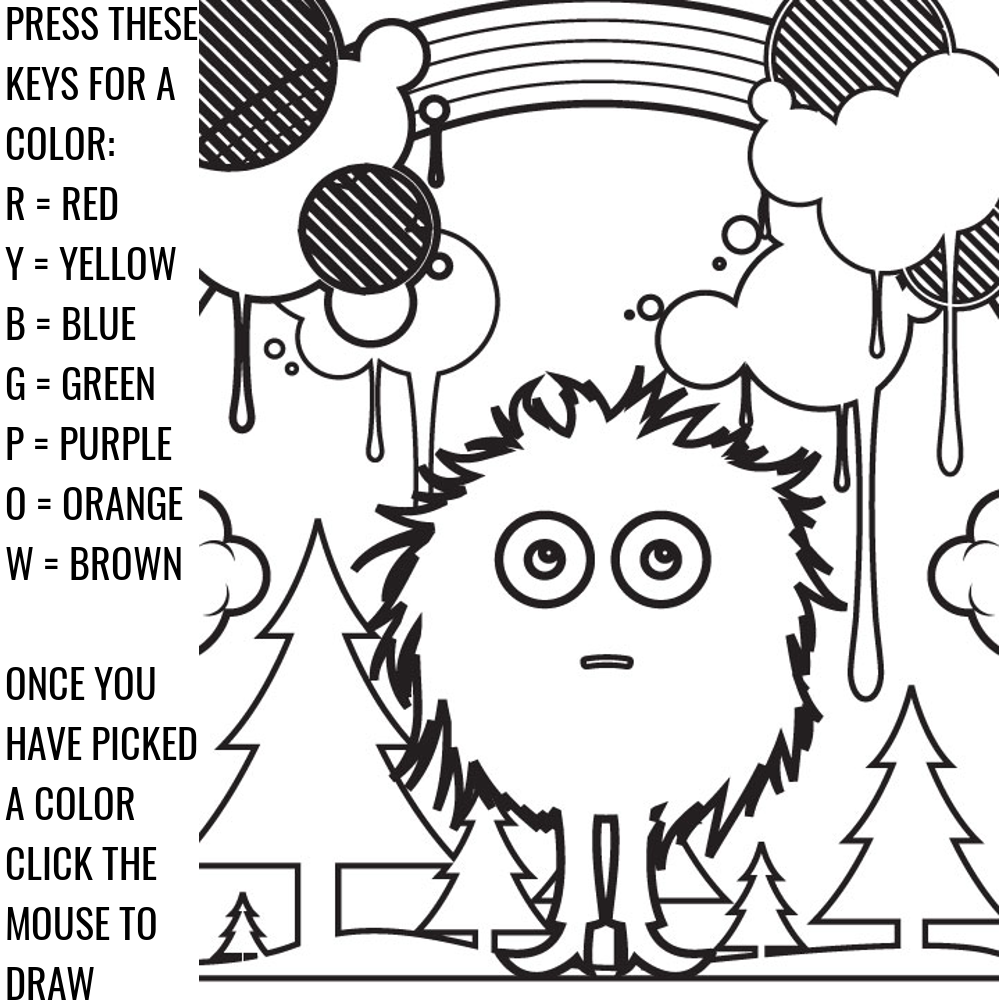 PRESS THESE
KEYS FOR A
COLOR:
R = RED
Y = YELLOW
B = BLUE
G = GREEN
P = PURPLE
O = ORANGE
W = BROWN
ONCE YOU
HAVE PICKED
A COLOR
CLICK THE
MOUSE TO
DRAW